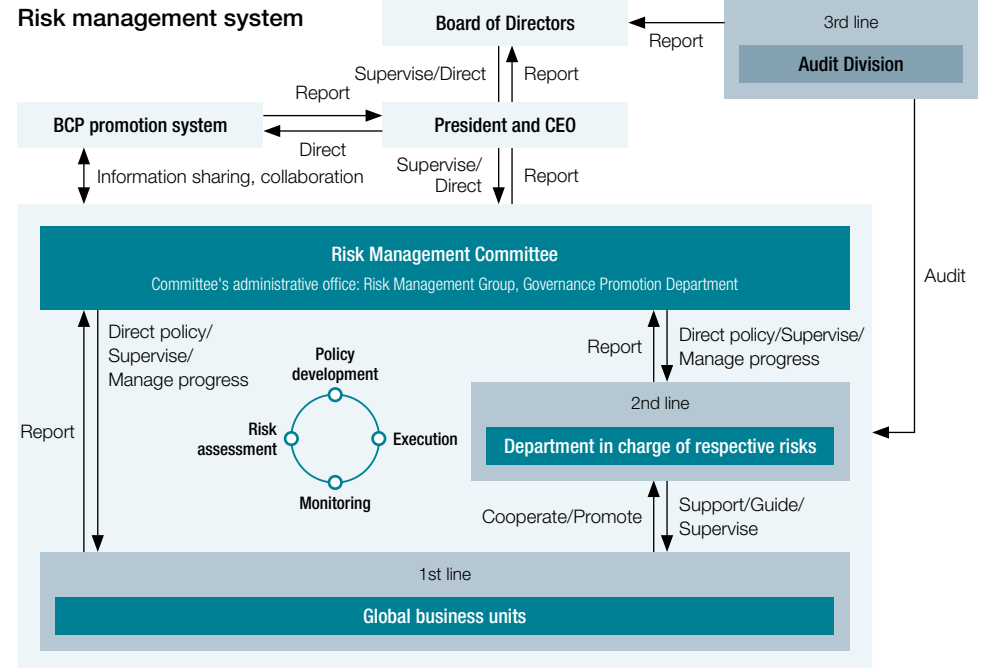 Risk management system
Board of Directors
3rd line
Audit Division
Report
Supervise/Direct
Report
Report
BCP promotion system
President and CEO
Direct
Information sharing, collaboration
Supervise/
Direct
Report
Risk Management Committee
Committee's administrative office: Risk Management Group, Governance Promotion Department
Audit
Direct policy/
Supervise/
Manage progress
Report
Direct policy/Supervise/
Manage progress
Policy
development
Risk
assessment
Execution
Monitoring
Report
2nd line
Department in charge of respective risks
Cooperate/Promote
Support/Guide/
Supervise
1st line
Global business units